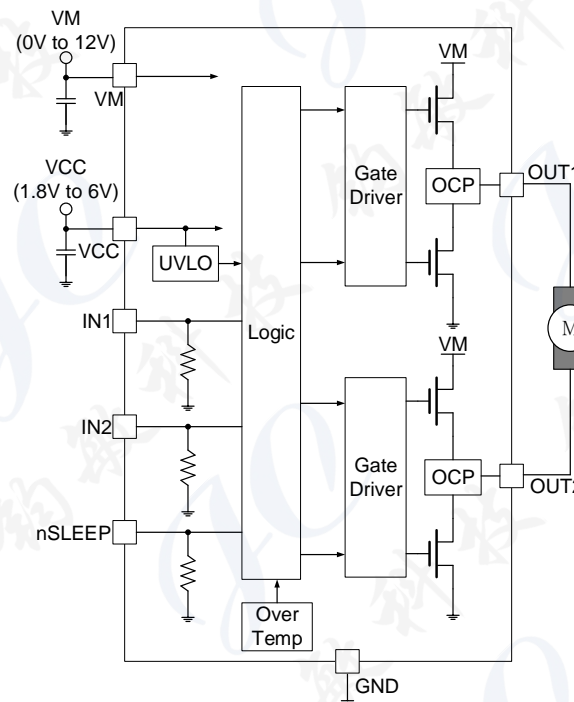 VM
(0V to 12V)
VM
VM
VCC
(1.8V to 6V)
VCC
UVLO
Gate
Driver
OCP
OUT1
IN1
Logic
M
VM
IN2
Gate
Driver
OCP
OUT2
nSLEEP
Over
Temp
GND